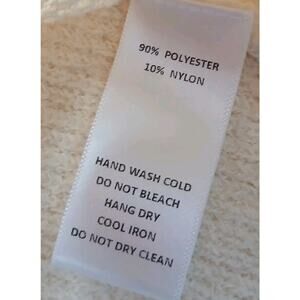 90% POLYESTER
10% NYLON
HAND WASH COLD
DO NOT BLEACH
HANG DRY
COOL IRON
DO NOT DRY CLEAN